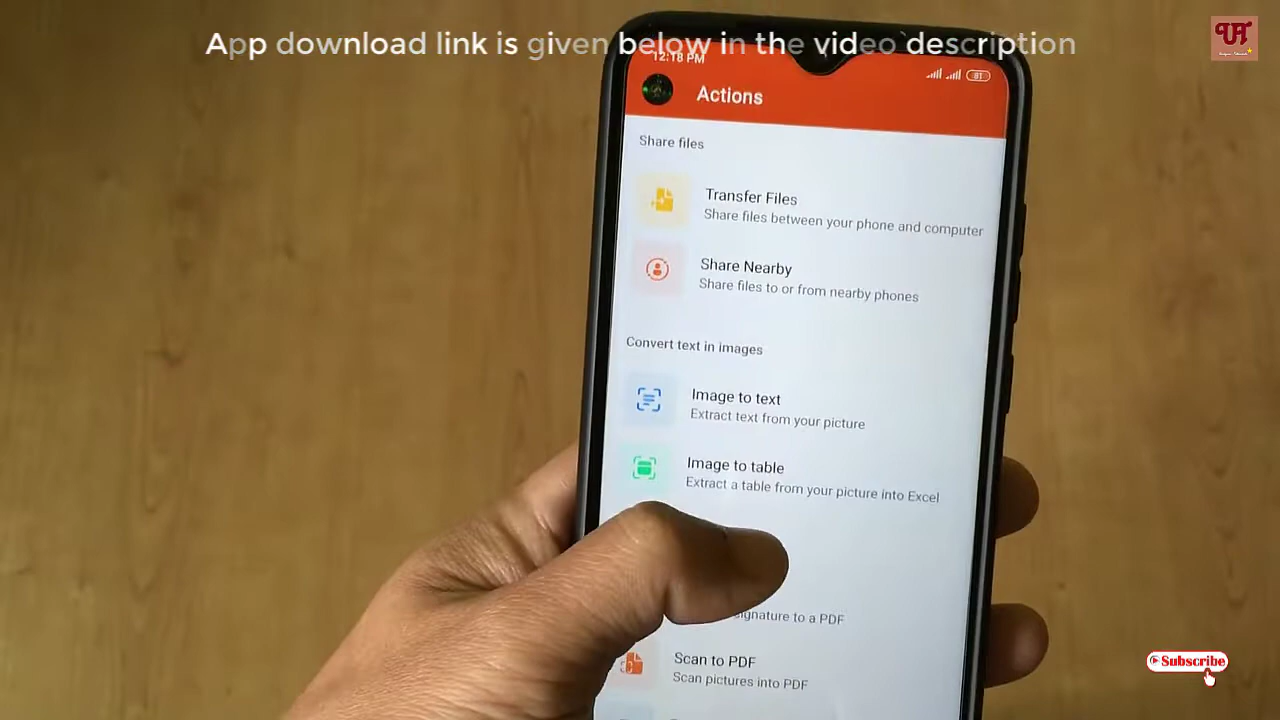 App download link is given below in the video description
UT
12:18 PM
81
Actions
Share files
Transfer Files
Share files between your phone and computer
Share Nearby
Share files to or from nearby phones
Convert text in images
Image to text
Extract text from your picture
Image to table
Extract a table from your picture into Excel
to a PDF
Scan to PDF
Scan pictures into PDF
Subscribe